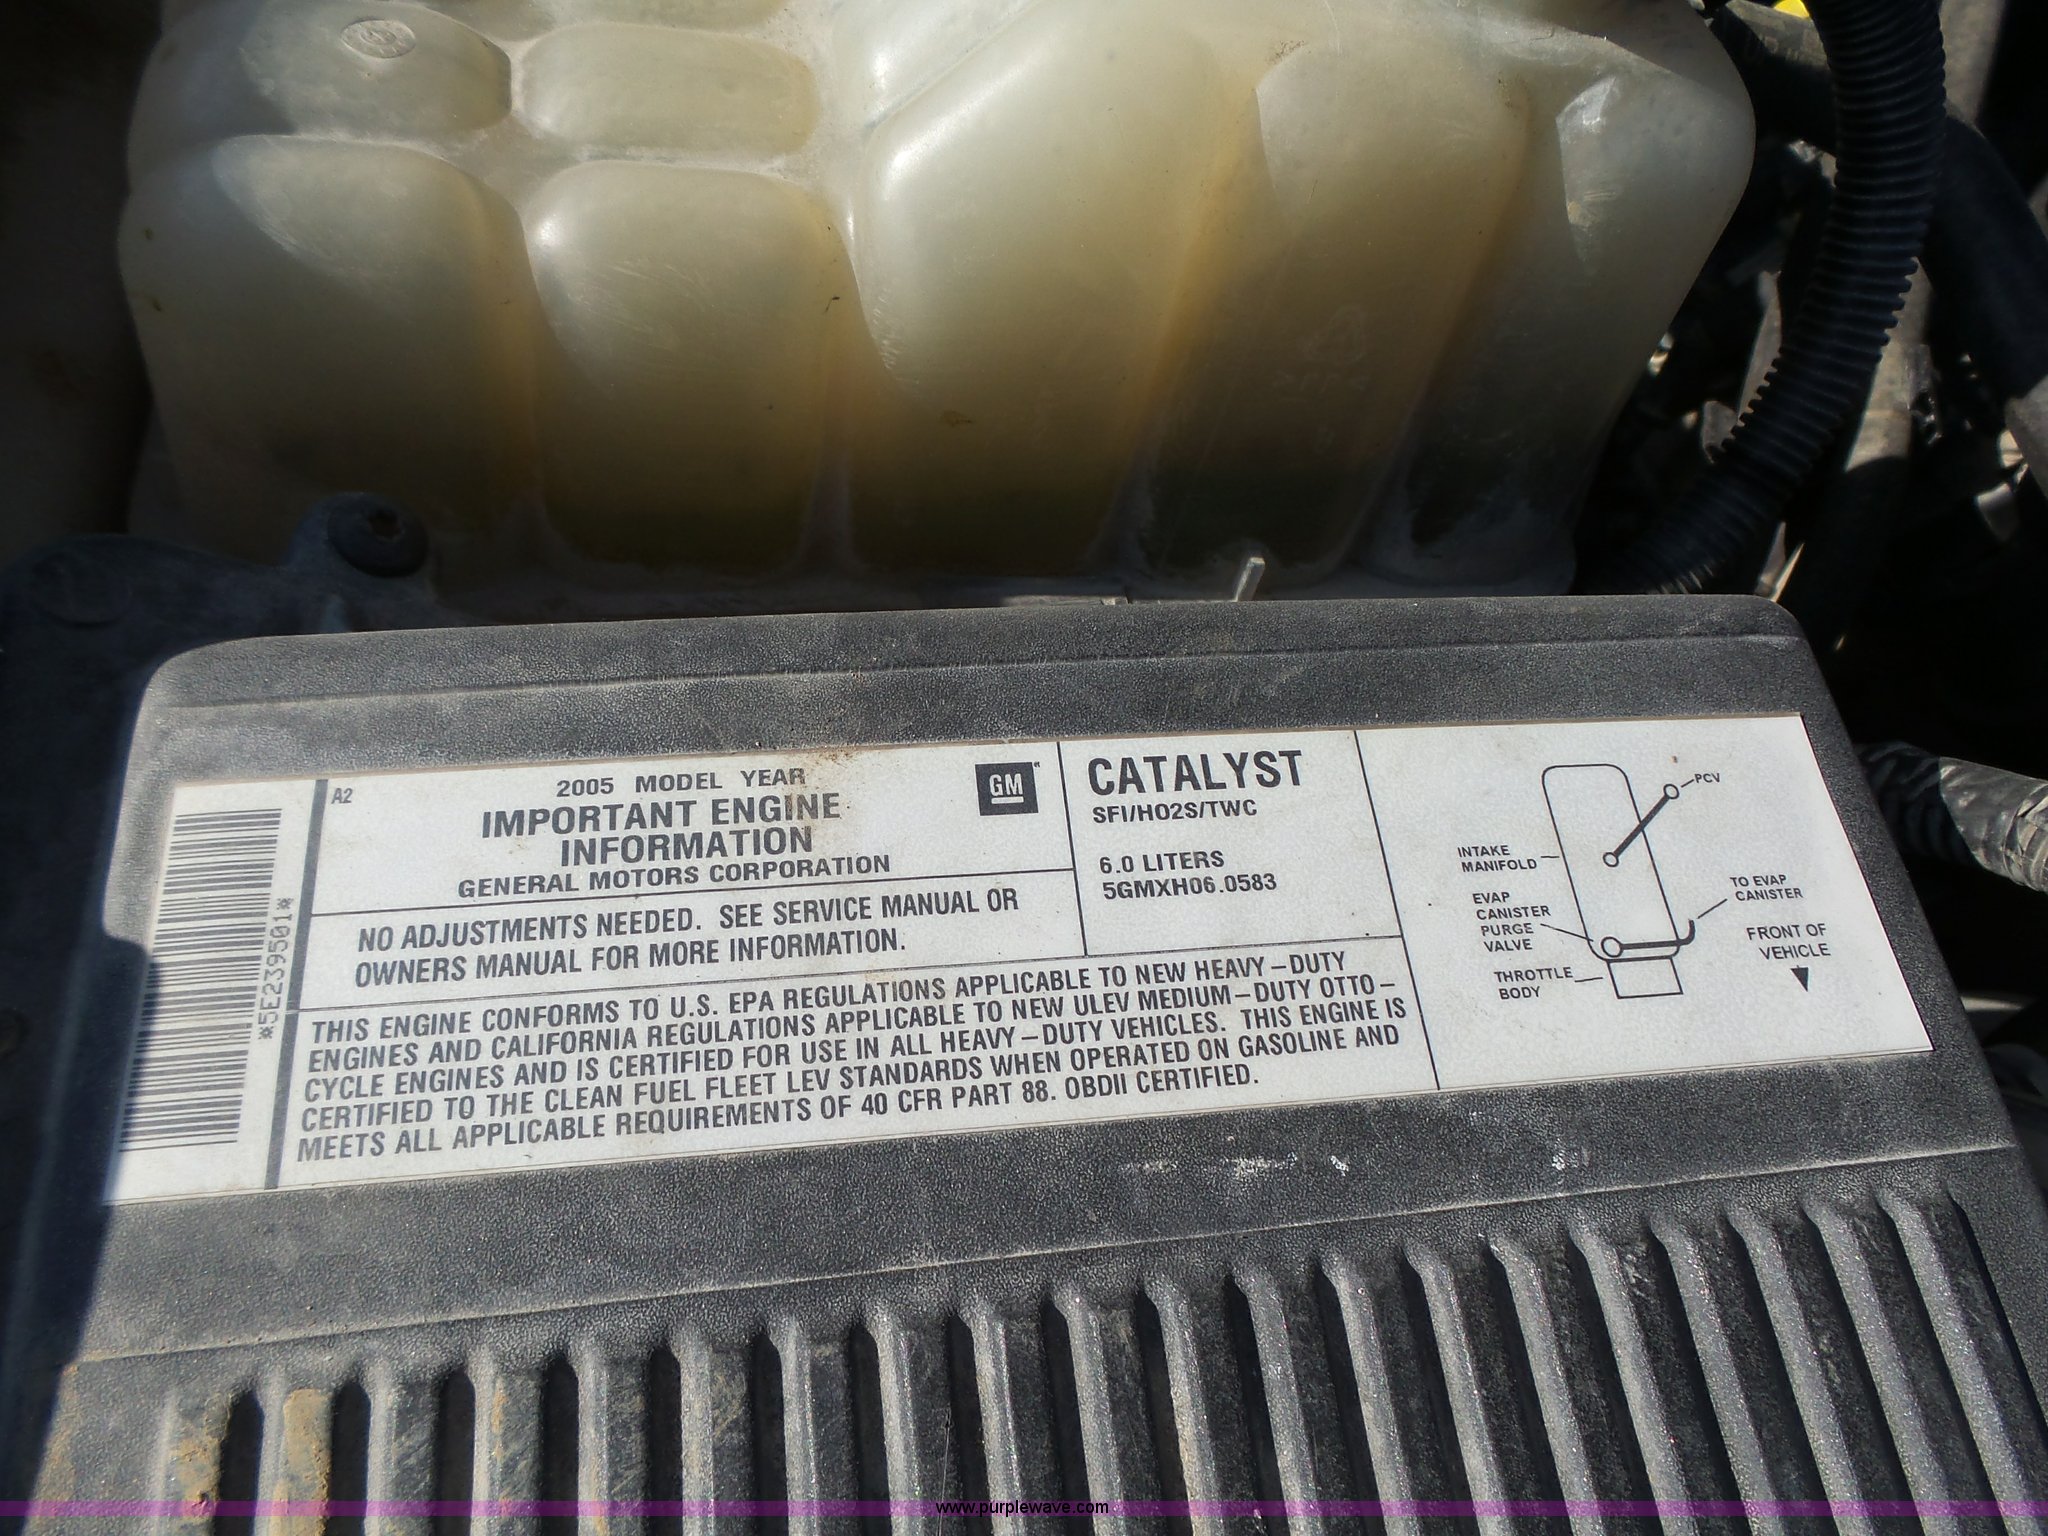 *5E239501*
A2
2005 MODEL YEAR
IMPORTANT ENGINE
INFORMATION
GENERAL MOTORS CORPORATION
GM
NO ADJUSTMENTS NEEDED. SEE SERVICE MANUAL OR
OWNERS MANUAL FOR MORE INFORMATION.
CATALYST
SFI/HO2S/TWC
6.0 LITERS
5GMXH06.0583
THIS ENGINE CONFORMS TO U.S. EPA REGULATIONS APPLICABLE TO NEW HEAVY-DUTY
ENGINES AND CALIFORNIA REGULATIONS APPLICABLE TO NEW ULEV MEDIUM-DUTY OTTO-
CYCLE ENGINES AND IS CERTIFIED FOR USE IN ALL HEAVY-DUTY VEHICLES. THIS ENGINE IS
CERTIFIED TO THE CLEAN FUEL FLEET LEV STANDARDS WHEN OPERATED ON GASOLINE AND
MEETS ALL APPLICABLE REQUIREMENTS OF 40 CFR PART 88. OBDII CERTIFIED.
PCV
INTAKE
MANIFOLD
EVAP
CANISTER
PURGE
VALVE
TO EVAP
CANISTER
THROTTLE
BODY
FRONT OF
VEHICLE
www.purplewave.com